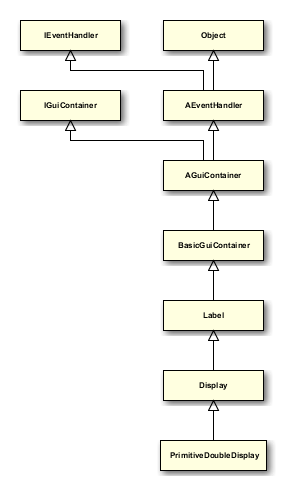 IEventHandler
Object
IGuiContainer
AEventHandler
AGuiContainer
BasicGuiContainer
Label
Display
PrimitiveDoubleDisplay